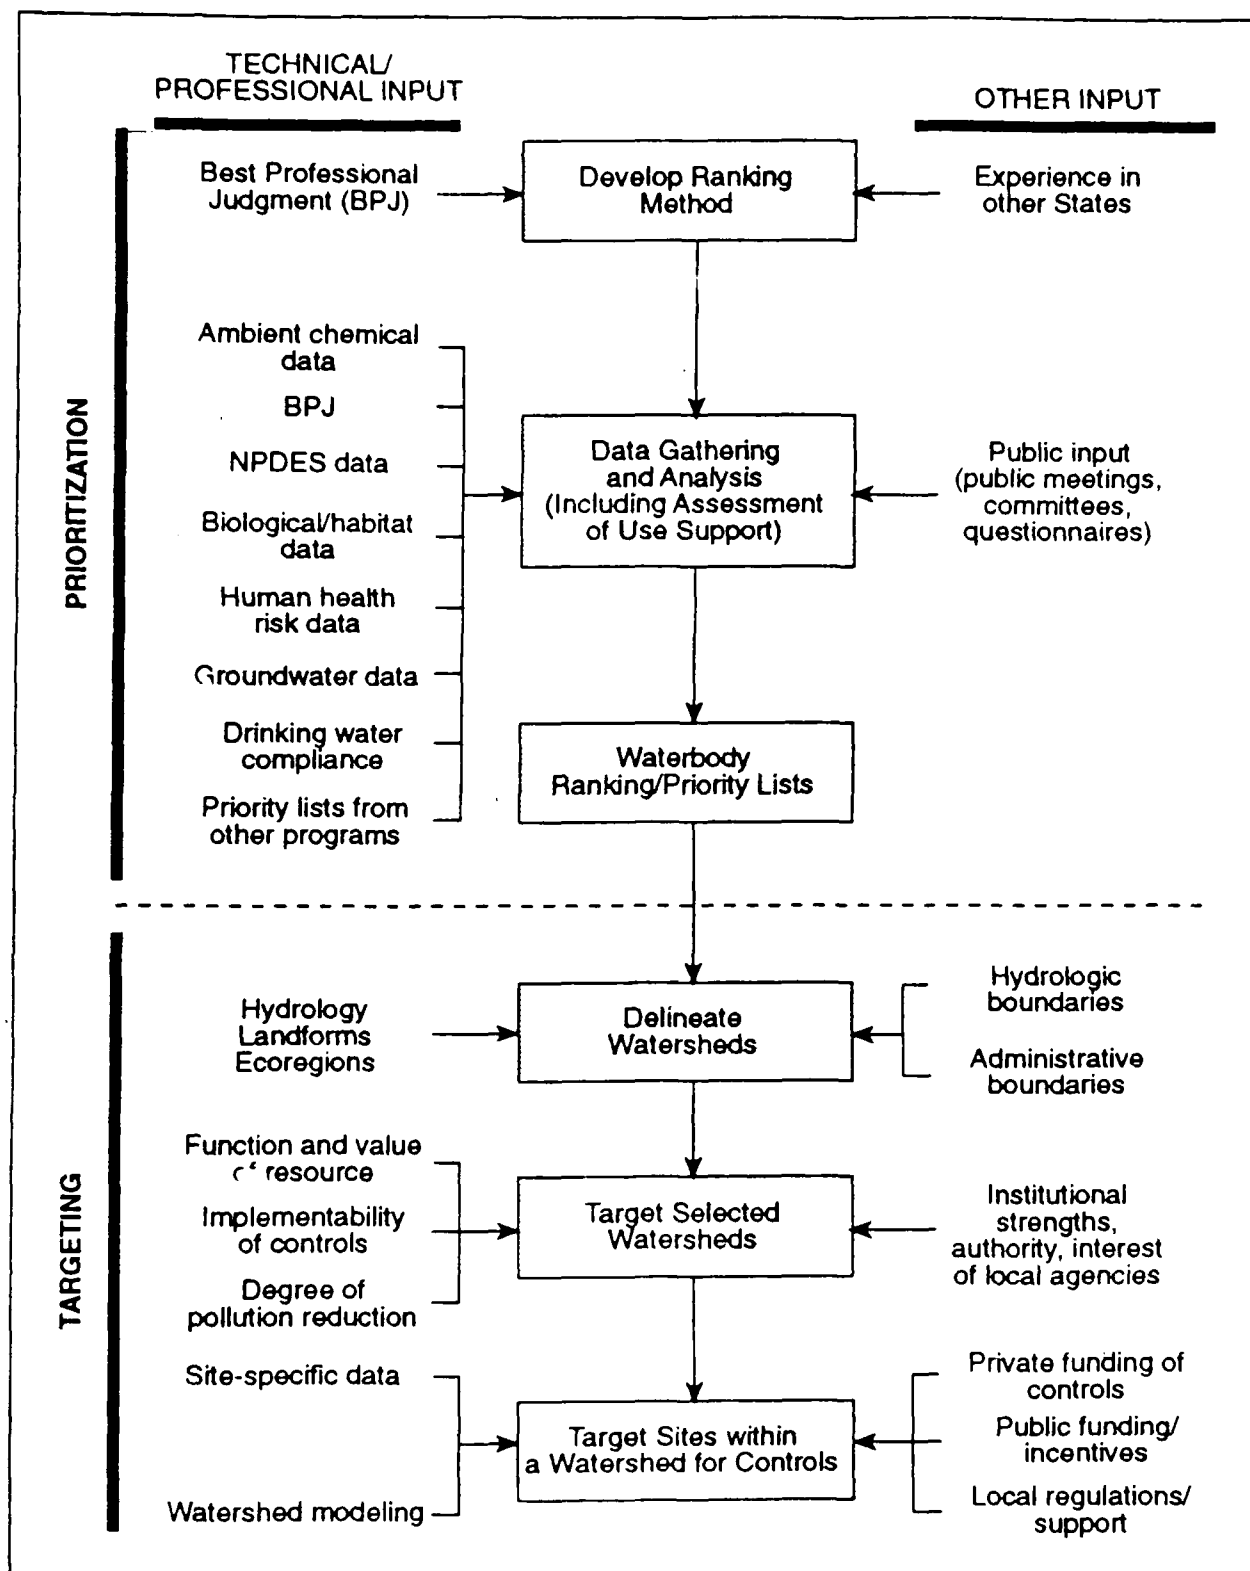 TECHNICAL/
PROFESSIONAL INPUT
OTHER INPUT
PRIORITIZATION
Best Professional
Judgment (BPJ)
Develop Ranking
Method
Experience in
other States
Ambient chemical
data
BPJ
NPDES data
Biological/habitat
data
Human health
risk data
Groundwater data
Drinking water
compliance
Priority lists from
other programs
Data Gathering
and Analysis
(Including Assessment
of Use Support)
Public input
(public meetings,
committees,
questionnaires)
Waterbody
Ranking/Priority Lists
TARGETING
Hydrology
Landforms
Ecoregions
Delineate
Watersheds
Hydrologic
boundaries
Administrative
boundaries
Function and value
of resource
Implementability
of controls
Degree of
pollution reduction
Target Selected
Watersheds
Institutional
strengths,
authority, interest
of local agencies
Site-specific data
Watershed modeling
Target Sites within
a Watershed for Controls
Private funding of
controls
Public funding/
incentives
Local regulations/
support